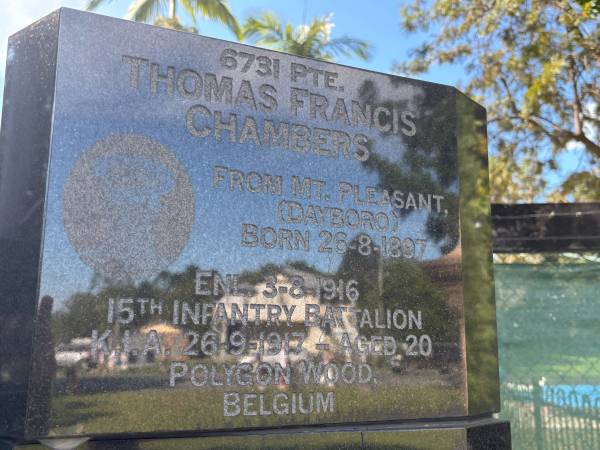 6731 PTE.
THOMAS FRANCIS
CHAMBERS
FROM MT. PLEASANT,
(DAYBORO)
BORN 26-8-1897
ENL. 3-8-1916
15TH INFANTRY BATTALION
K.I.A. 26-9-1917 - AGED 20
POLYGON WOOD,
BELGIUM